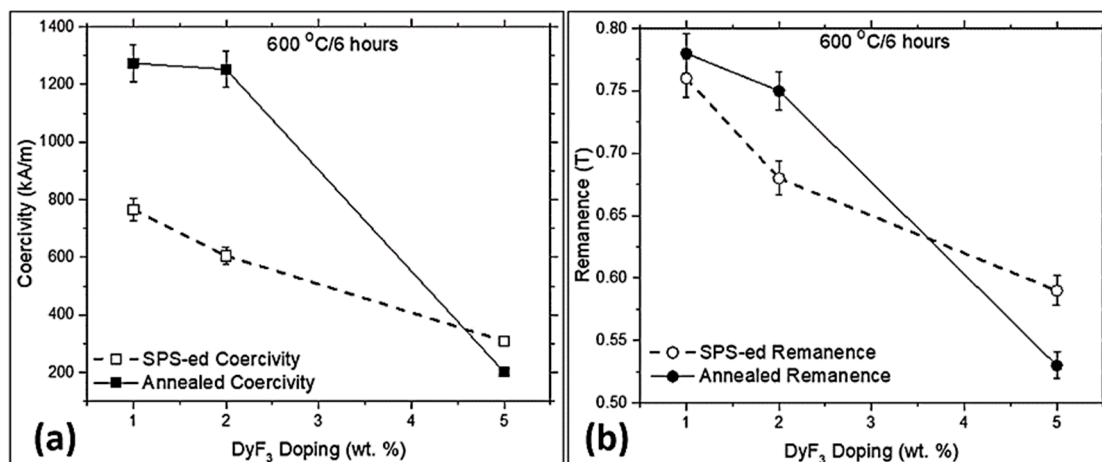 600 °C/6 hours
1400
1200
1000
800
600
400
200
Coercivity (kA/m)
SPS-ed Coercivity
Annealed Coercivity
1 2 3 4 5
DyF₃ Doping (wt. %)
(a)
600 °C/6 hours
0.80
0.75
0.70
0.65
0.60
0.55
0.50
Remanence (T)
SPS-ed Remanence
Annealed Remanence
1 2 3 4 5
DyF₃ Doping (wt. %)
(b)